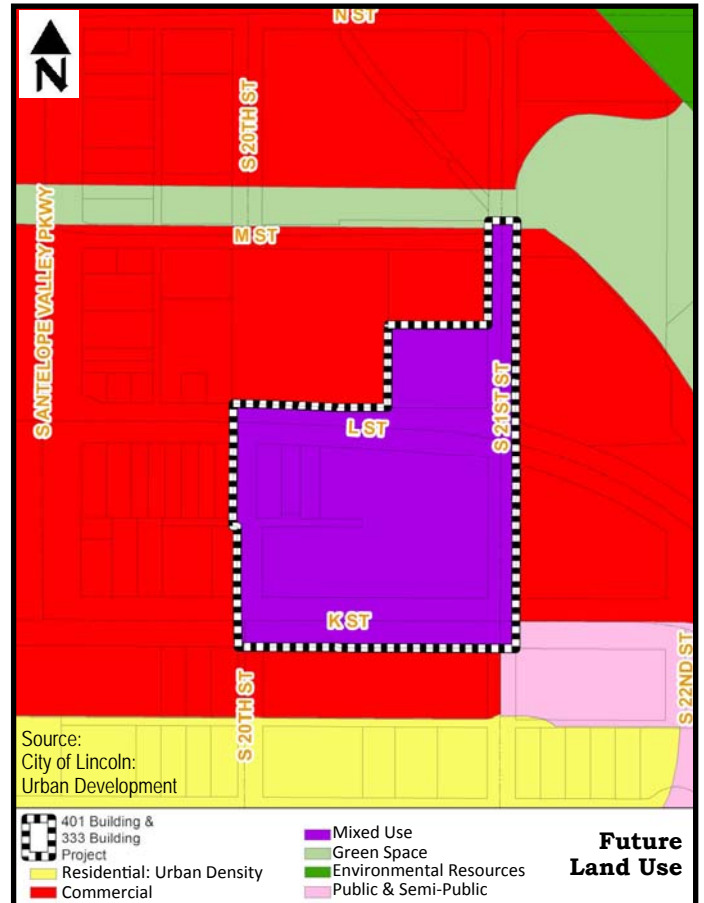 N ST
N
S 20TH ST
S ANTELOPE VALLEY PKWY
M ST
S 21ST ST
L ST
K ST
S 20TH ST
S 22ND ST
Source:
City of Lincoln:
Urban Development
401 Building &
333 Building
Project
Residential: Urban Density
Commercial
Mixed Use
Green Space
Environmental Resources
Public & Semi-Public
Future
Land Use